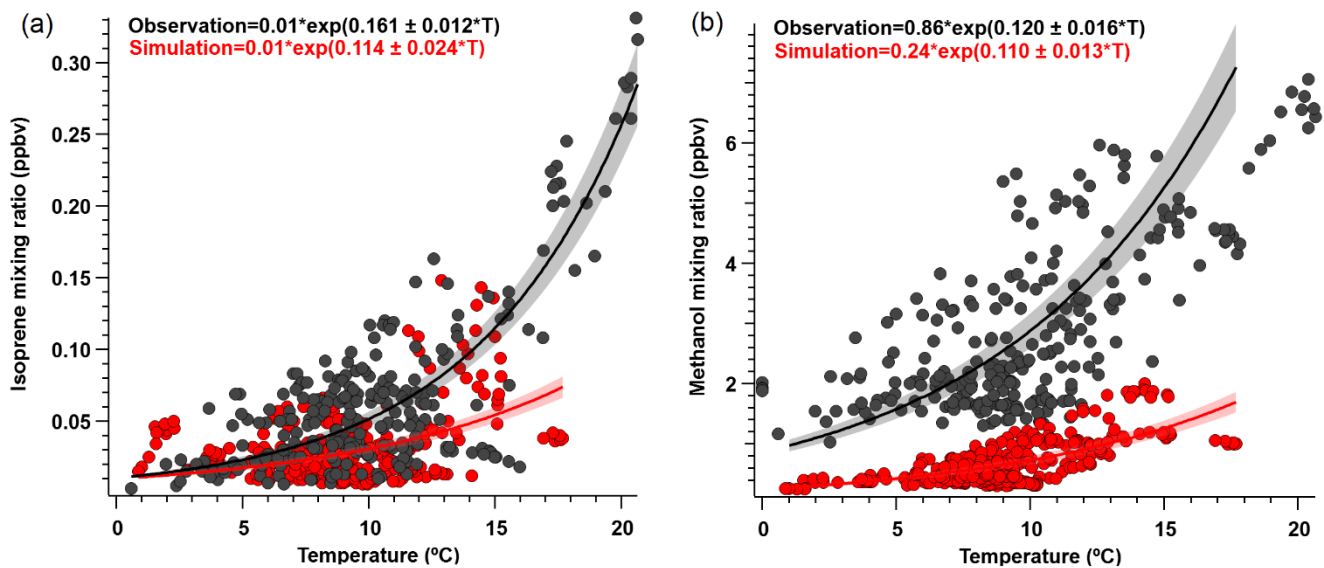 (a)
Observation=0.01*exp(0.161 ± 0.012*T)
Simulation=0.01*exp(0.114 ± 0.024*T)
Isoprene mixing ratio (ppbv)
0.30
0.25
0.20
0.15
0.10
0.05
0 5 10 15 20
Temperature (ºC)
(b)
Observation=0.86*exp(0.120 ± 0.016*T)
Simulation=0.24*exp(0.110 ± 0.013*T)
Methanol mixing ratio (ppbv)
6
4
2
0 5 10 15 20
Temperature (ºC)